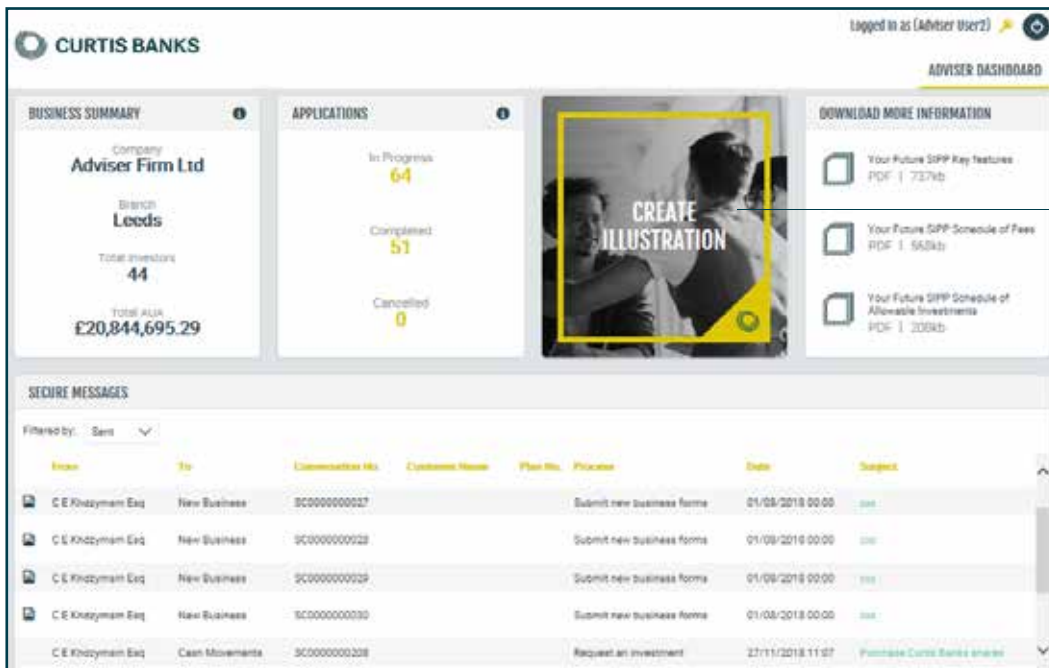 Logged in as (Adviser User2)
CURTIS BANKS
ADVISER DASHBOARD
BUSINESS SUMMARY
Company
Adviser Firm Ltd
Branch
Leeds
Total Investors
44
Total AUA
£20,844,695.29
APPLICATIONS
In Progress
64
Completed
51
Cancelled
0
CREATE
ILLUSTRATION
DOWNLOAD MORE INFORMATION
Your Future SIPP Key features
PDF | 737kb
Your Future SIPP Schedule of Fees
PDF | 568kb
Your Future SIPP Schedule of
Allowable Investments
PDF | 208kb
SECURE MESSAGES
Filtered by: Sent
From To Conversation No. Customer Name Plan No. Process Date Subject
C E Esq New Business SC0000000027 Submit new business forms 01/08/2018 00:00
C E Esq New Business SC0000000028 Submit new business forms 01/08/2018 00:00
C E Esq New Business SC0000000029 Submit new business forms 01/08/2018 00:00
C E Esq New Business SC0000000030 Submit new business forms 01/08/2018 00:00
C E Esq Cash Movements SC0000000208 Request an investment 27/11/2018 11:07 Purchase Curtis Banks shares